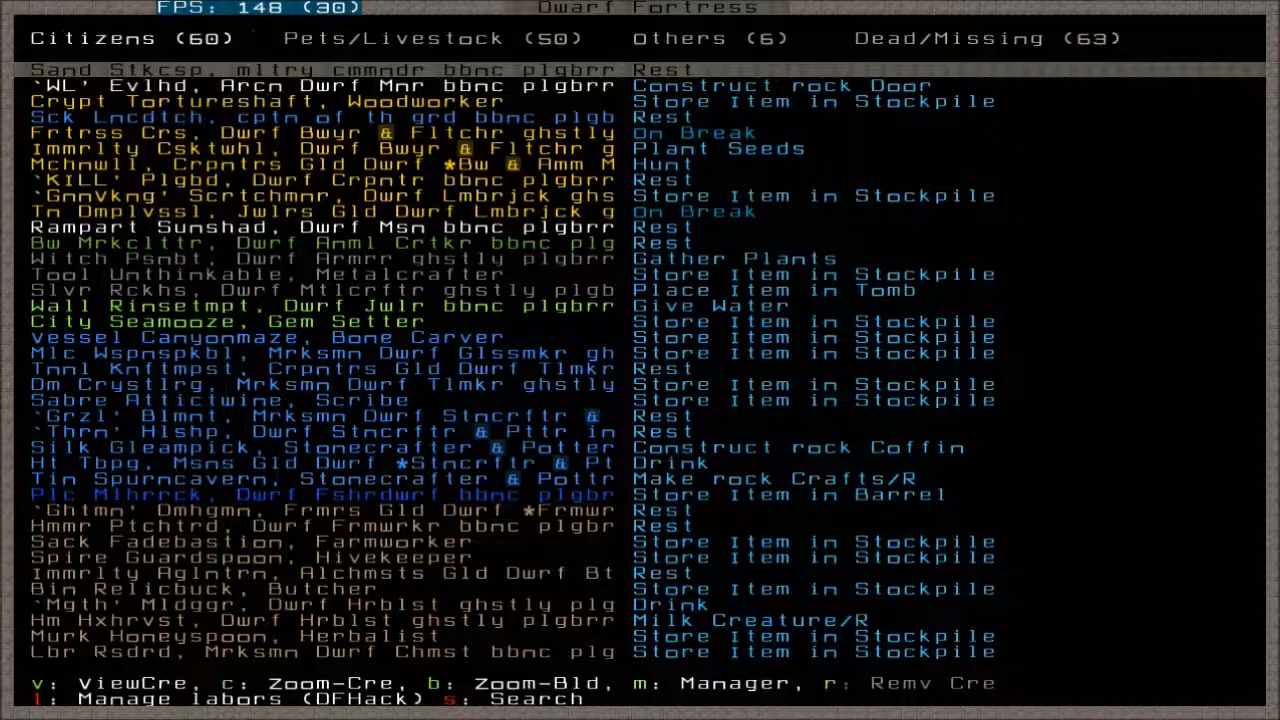 FPS: 148 (30) Dwarf Fortress
Citizens (60) Pets/Livestock (50) Others (6) Dead/Missing (63)
Sand Stkcsp, mltry cmmndr bbnc plgbrr Rest
`WL' Evlhd, Arcn Dwrf Mnr bbnc plgbrr Construct rock Door
Crypt Tortureshaft, Woodworker Store Item in Stockpile
Sck Lncdtch, cptn of th grd bbnc plgb Rest
Frtrss Crs, Dwrf Bwyr & Fltchr ghstly on Break
Immrlty Csktwhl, Dwrf Bwyr & Fltchr g Plant Seeds
Mchnwll, Crpntrs Gld Dwrf *Bw & Amm M Hunt
`KILL' Plgbd, Dwrf Crpntr bbnc plgbrr Rest
`GnnVkng' Scrtchmnr, Dwrf Lmbrjck ghs Store Item in Stockpile
Tn Dmplvssl, Jwlrs Gld Dwrf Lmbrjck g on Break
Rampart Sunshad, Dwrf Msn bbnc plgbrr Rest
Bw Mrkclttr, Dwrf Anml Crtkr bbnc plg Rest
Witch Psnbt, Dwrf Armrr ghstly plgbrr Gather Plants
Tool Unthinkable, Metalcrafter Store Item in Stockpile
Slvr Rckhs, Dwrf Mtlcrftr ghstly plgb Place Item in Tomb
Wall Rinsetmpt, Dwrf Jwlr bbnc plgbrr Give Water
City Seamooze, Gem Setter Store Item in Stockpile
Vessel Canyonmaze, Bone Carver Store Item in Stockpile
Mlc Wspnspkbl, Mrksmn Dwrf Glssmkr gh Store Item in Stockpile
Tnnl Knftmpst, Crpntrs Gld Dwrf Tlmkr Rest
Dm Crystlrg, Mrksmn Dwrf Tlmkr ghstly Store Item in Stockpile
Sabre Attictwine, Scribe Store Item in Stockpile
`Grzl' Blmnt, Mrksmn Dwrf Stncrftr & Rest
`Thrn' Hlshp, Dwrf Stncrftr & Pttr in Rest
Silk Gleampick, Stonecrafter & Potter Construct rock Coffin
Ht Tbpg, Msns Gld Dwrf *Stncrftr & Pt Drink
Tin Spurncavern, Stonecrafter & Pottr Make rock Crafts/R
Plc Mlhrrck, Dwrf Fshrdwrf bbnc plgbr Store Item in Barrel
`Ghtmn' Dmhgmn, Frmrs Gld Dwrf *Frmwr Rest
Hmmr Ptchtrd, Dwrf Frmwrkr bbnc plgbr Rest
Sack Fadebastion, Farmworker Store Item in Stockpile
Spire Guardspoon, Hivekeeper Store Item in Stockpile
Immrlty Aglntrn, Alchmsts Gld Dwrf Bt Rest
Bin Relicbuck, Butcher Store Item in Stockpile
`Mgth' Mldggr, Dwrf Hrblst ghstly plg Drink
Hm Hxhrvst, Dwrf Hrblst ghstly plgbrr Milk Creature/R
Murk Honeyspoon, Herbalist Store Item in Stockpile
Lbr Rsdrd, Mrksmn Dwrf Chmst bbnc plg Store Item in Stockpile
v: ViewCre, c: Zoom-Cre, b: Zoom-Bld, m: Manager, r: Remv Cre
l: Manage labors (DFHack) s: Search